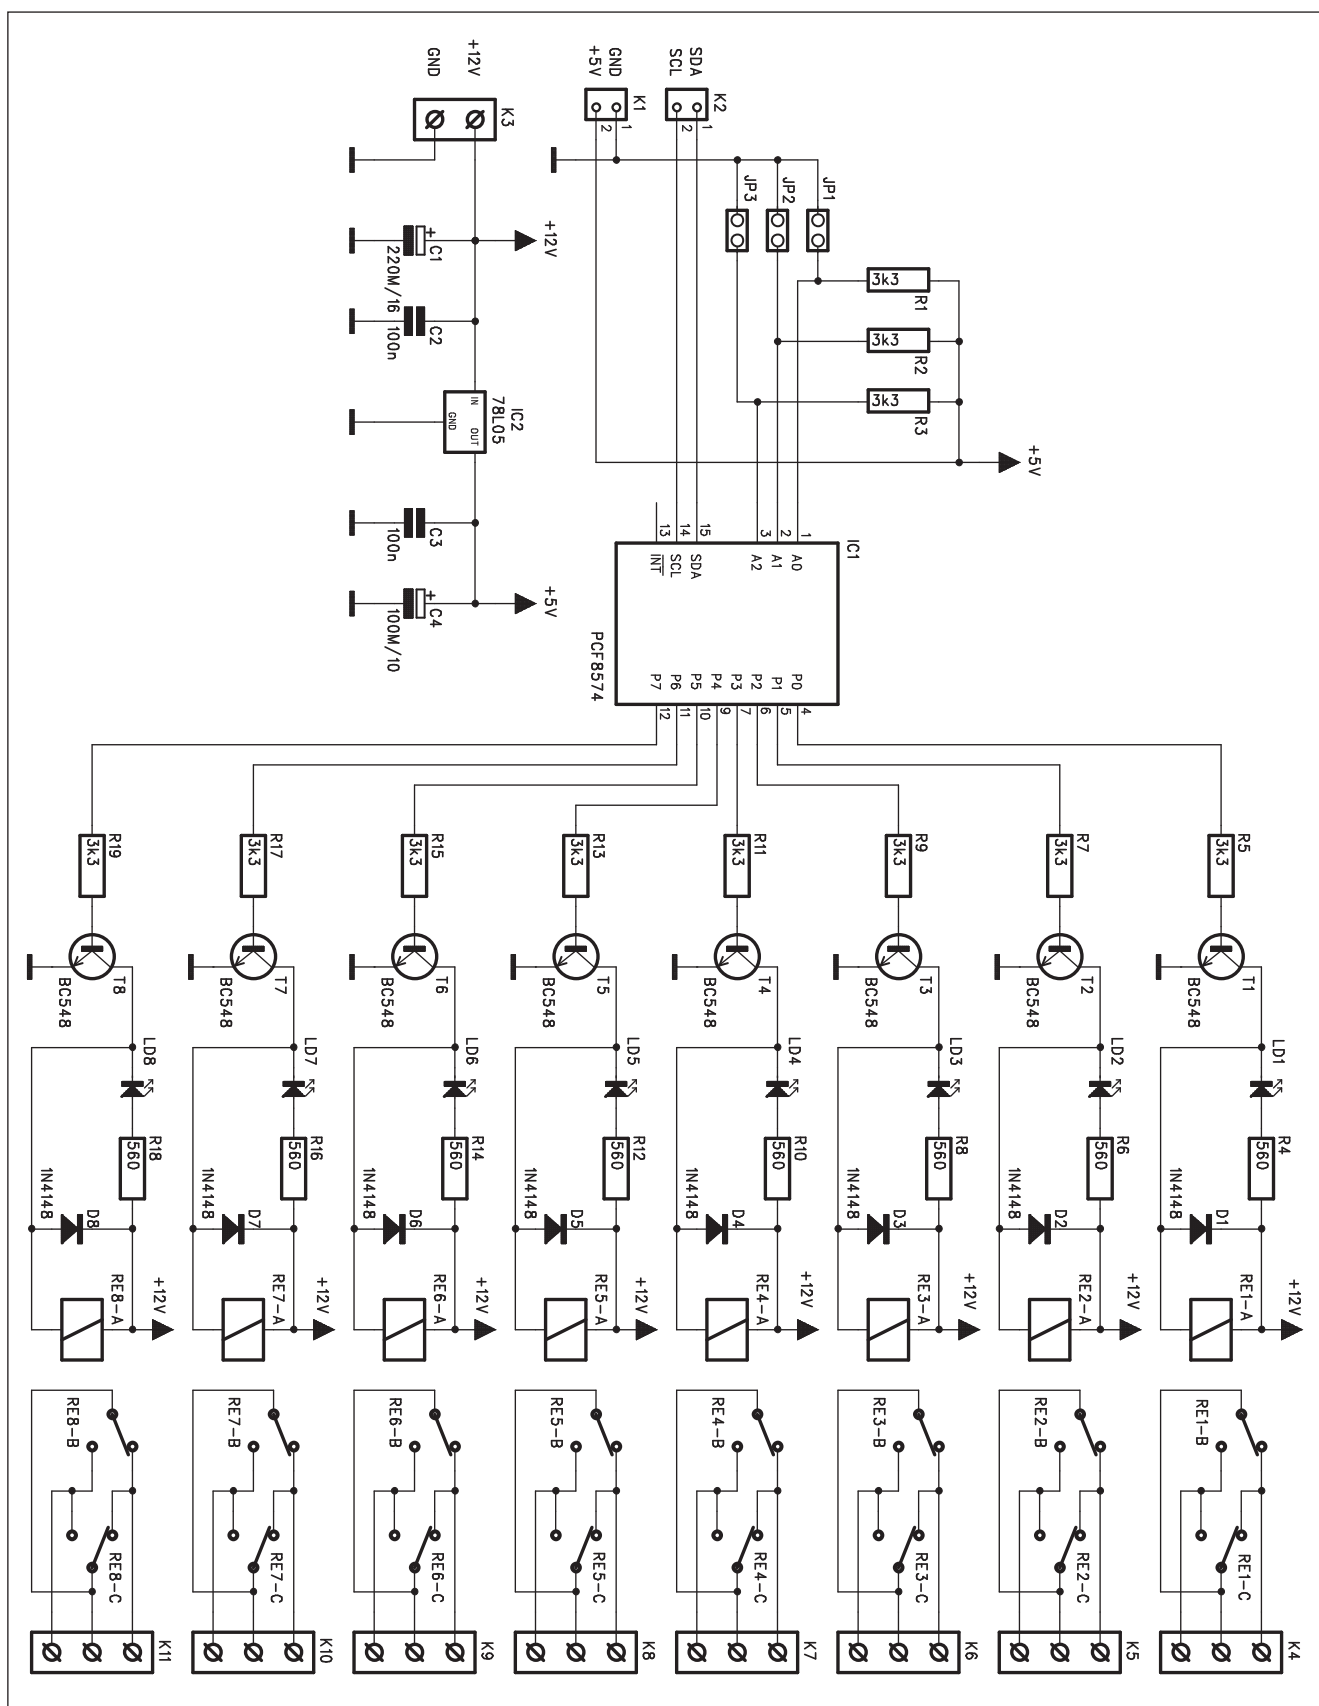 +12V
GND
K3
GND
+5V
K1
1
2
SDA
SCL
K2
1
2
JP3
JP2
JP1
+12V
C1
+
220M/16
C2
100n
IC2
78L05
IN
GND
OUT
C3
100n
+5V
C4
+
100M/10
3k3
R1
3k3
R2
3k3
R3
+5V
IC1
PCF8574
1
2
3
15
14
13
A0
A1
A2
SDA
SCL
INT
P0
P1
P2
P3
P4
P5
P6
P7
4
5
6
7
9
10
11
12
R5
3k3
T1
BC548
LD1
R4
560
D1
1N4148
RE1-A
+12V
RE1-B
RE1-C
K4
R7
3k3
T2
BC548
LD2
R6
560
D2
1N4148
RE2-A
+12V
RE2-B
RE2-C
K5
R9
3k3
T3
BC548
LD3
R8
560
D3
1N4148
RE3-A
+12V
RE3-B
RE3-C
K6
R11
3k3
T4
BC548
LD4
R10
560
D4
1N4148
RE4-A
+12V
RE4-B
RE4-C
K7
R13
3k3
T5
BC548
LD5
R12
560
D5
1N4148
RE5-A
+12V
RE5-B
RE5-C
K8
R15
3k3
T6
BC548
LD6
R14
560
D6
1N4148
RE6-A
+12V
RE6-B
RE6-C
K9
R17
3k3
T7
BC548
LD7
R16
560
D7
1N4148
RE7-A
+12V
RE7-B
RE7-C
K10
R19
3k3
T8
BC548
LD8
R18
560
D8
1N4148
RE8-A
+12V
RE8-B
RE8-C
K11